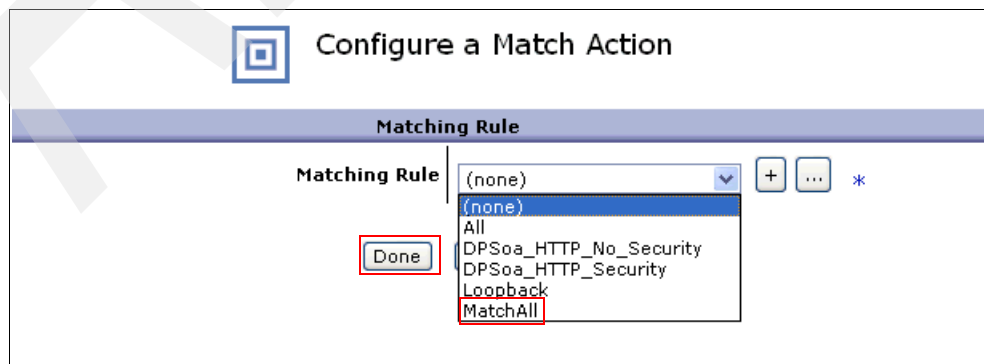 Configure a Match Action
Matching Rule
Matching Rule (none) + ... *
(none)
All
DPSoa_HTTP_No_Security
Done
DPSoa_HTTP_Security
Loopback
MatchAll